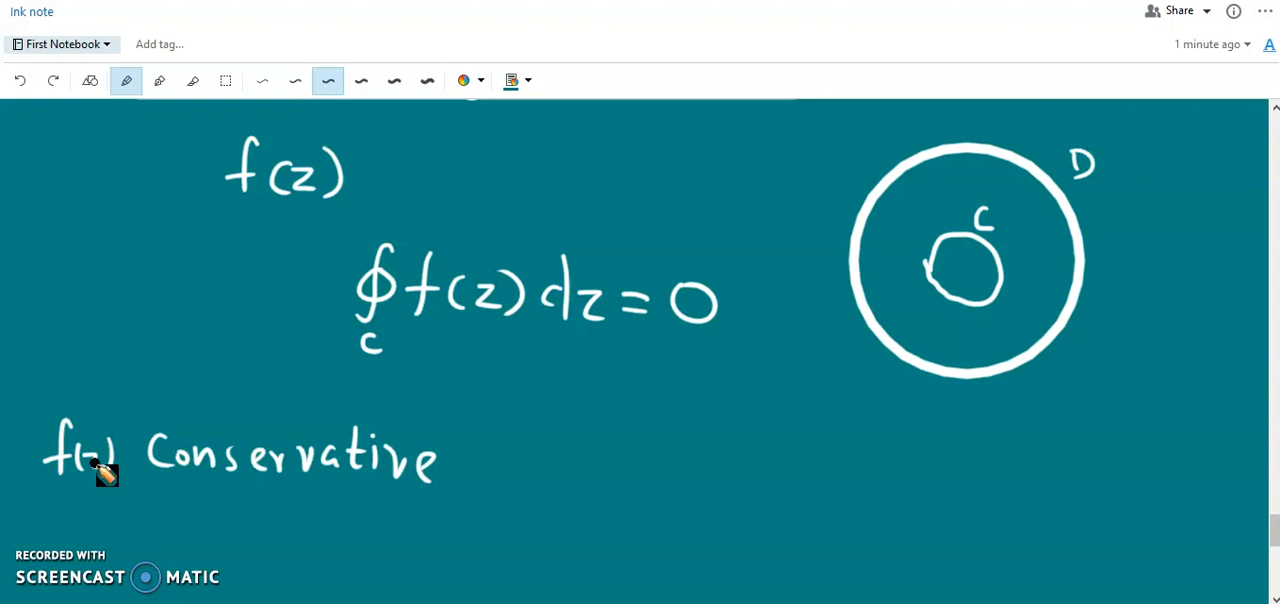 Ink note
Share
First Notebook
Add tag...
1 minute ago
A
f(z)
D
C
∮f(z)dz=0
c
f(z) Conservative
RECORDED WITH
SCREENCAST MATIC